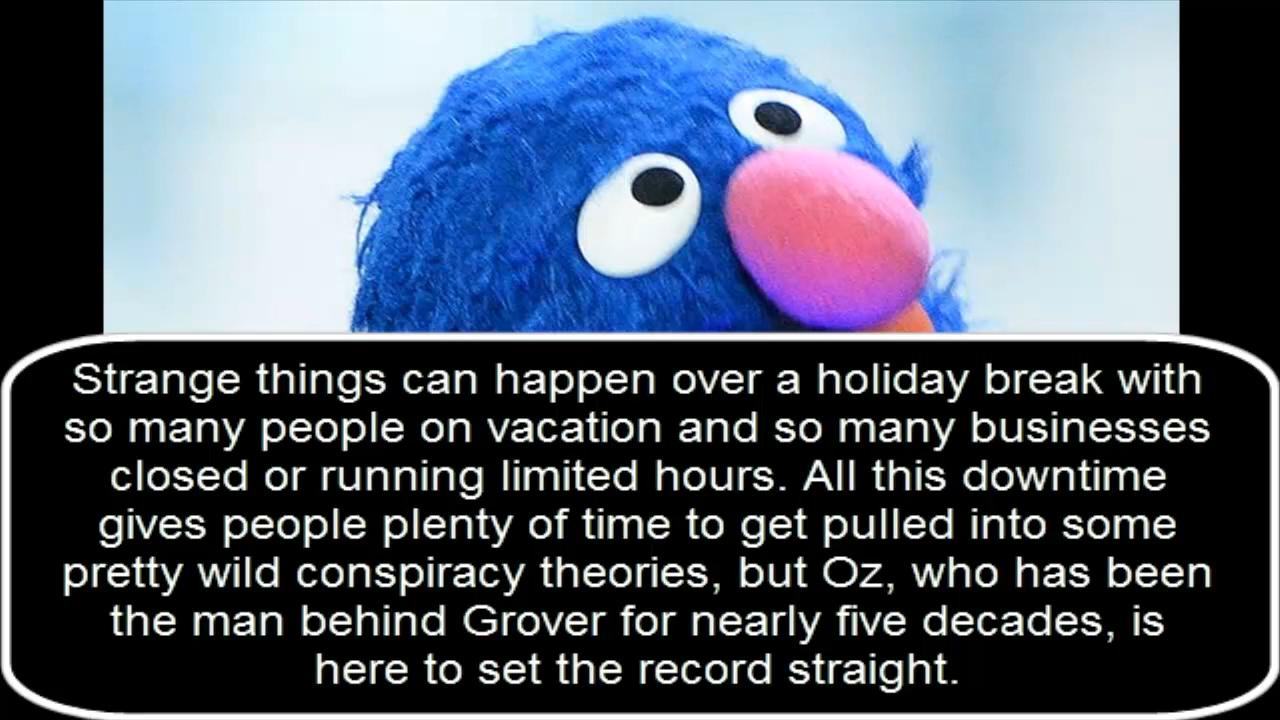 Strange things can happen over a holiday break with
so many people on vacation and so many businesses
closed or running limited hours. All this downtime
gives people plenty of time to get pulled into some
pretty wild conspiracy theories, but Oz, who has been
the man behind Grover for nearly five decades, is
here to set the record straight.